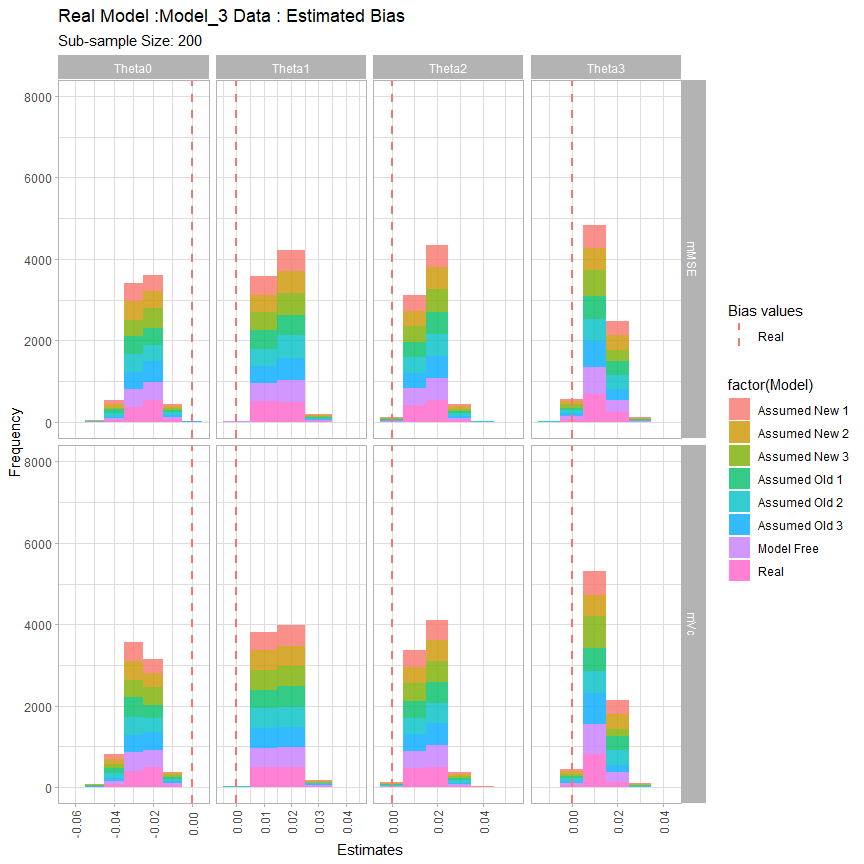 Real Model :Model_3 Data : Estimated Bias
Sub-sample Size: 200
Theta0 Theta1 Theta2 Theta3
8000
6000
4000
2000
0
mMSE
8000
6000
4000
2000
0
mVc
Frequency
-0.06 -0.04 -0.02 0.00 0.00 0.01 0.02 0.03 0.04 0.00 0.02 0.04 0.00 0.02 0.04
Estimates
Bias values
Real
factor(Model)
Assumed New 1
Assumed New 2
Assumed New 3
Assumed Old 1
Assumed Old 2
Assumed Old 3
Model Free
Real